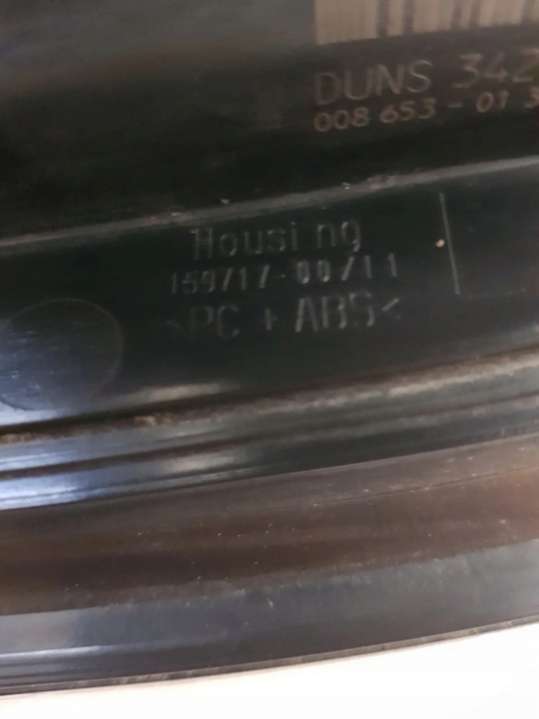 DUNS 342
008 653 - 01 3
Housing
159717-00/11
>PC + ABS<